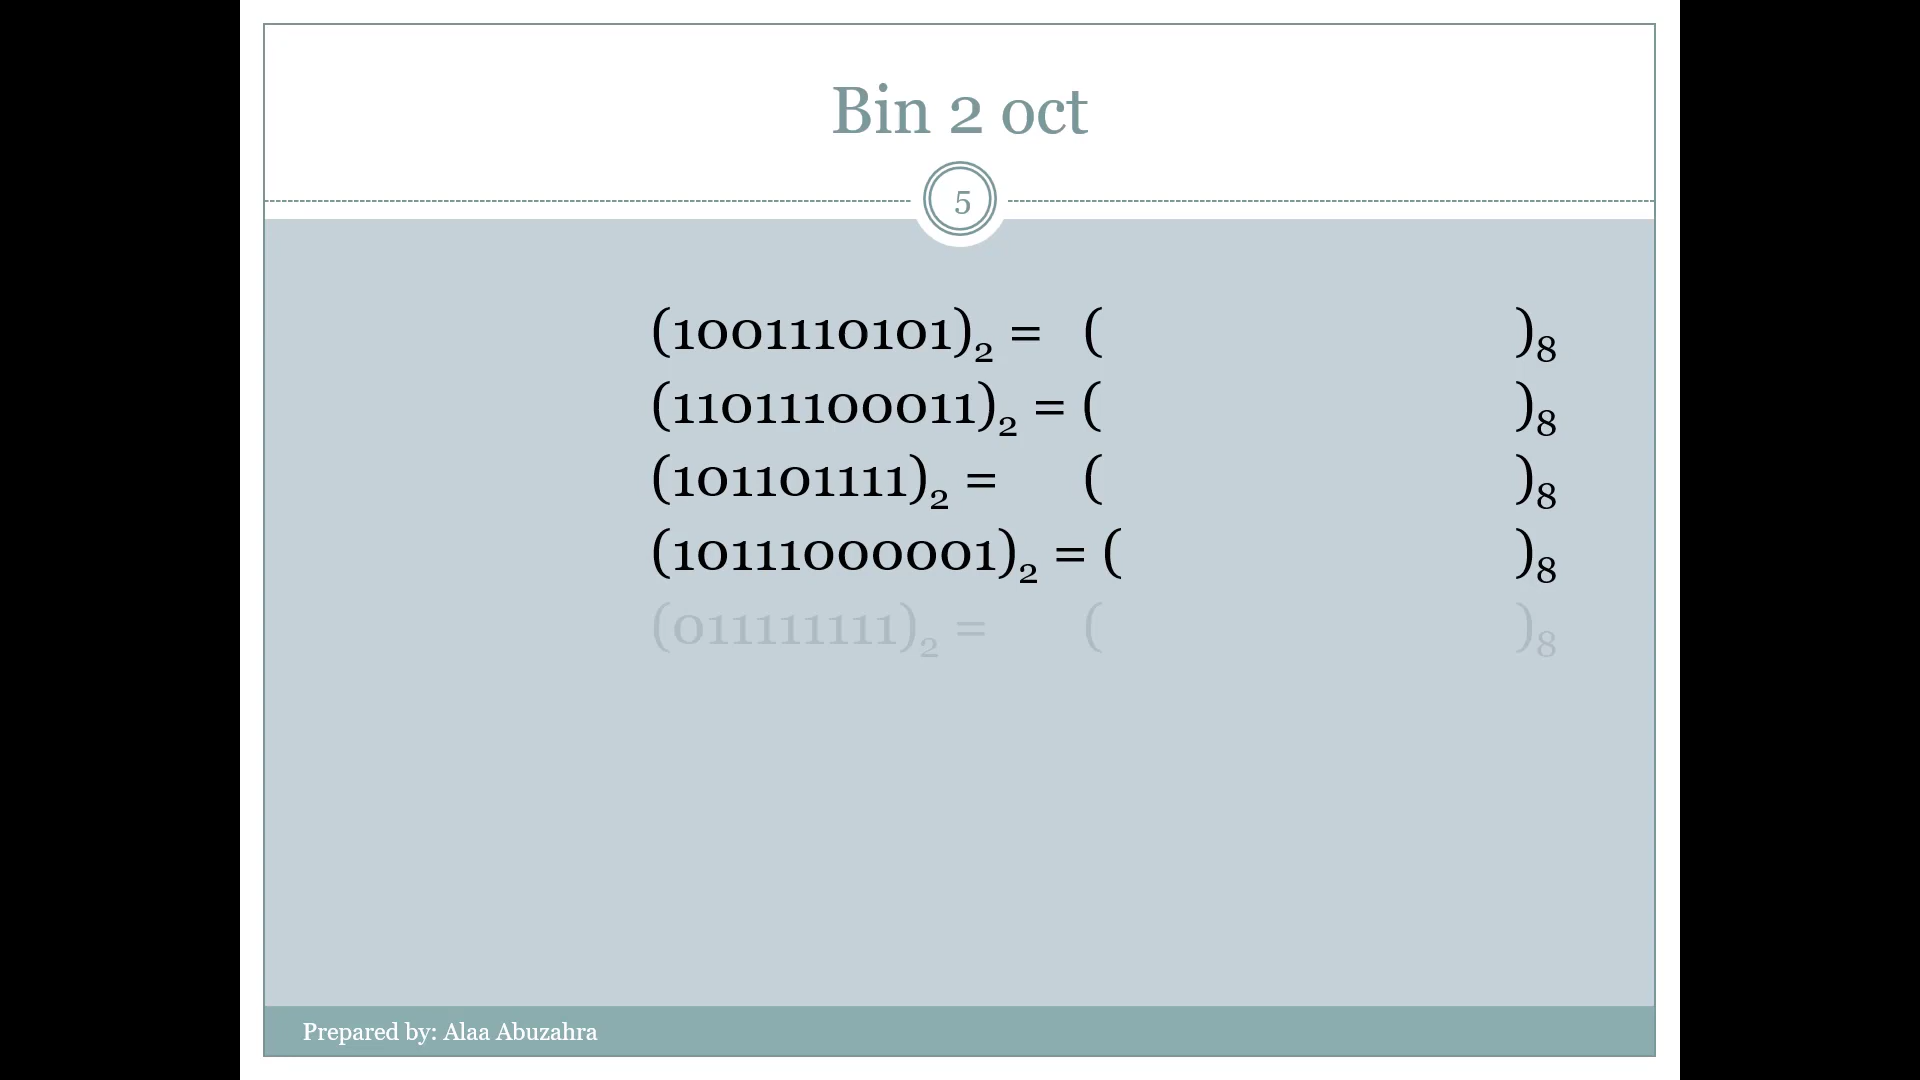 Bin 2 oct
5
(1001110101)₂ = ( )₈
(11011100011)₂ = ( )₈
(101101111)₂ = ( )₈
(10111000001)₂ = ( )₈
(011111111)₂ = ( )₈
Prepared by: Alaa Abuzahra